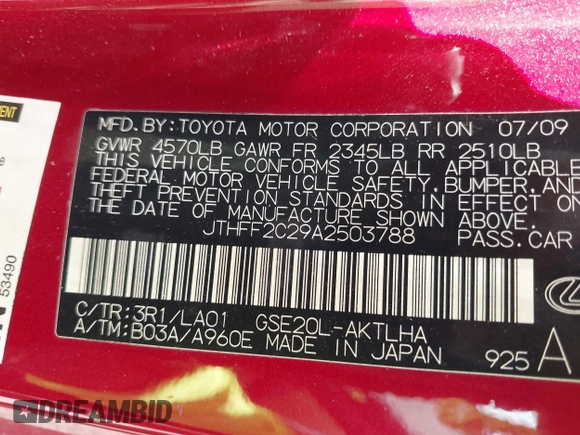 MFD.BY:TOYOTA MOTOR CORPORATION 07/09
GVWR 4570LB GAWR FR 2345LB RR 2510LB
THIS VEHICLE CONFORMS TO ALL APPLICABLE
FEDERAL MOTOR VEHICLE SAFETY,BUMPER,AND
THEFT PREVENTION STANDARDS IN EFFECT ON
THE DATE OF MANUFACTURE SHOWN ABOVE.
JTHFF2C29A2503788 PASS.CAR
C/TR:3R1/LA01 GSE20L-AKTLHA
A/TM:B03A/A960E MADE IN JAPAN 925 A
53490
DREAMBID